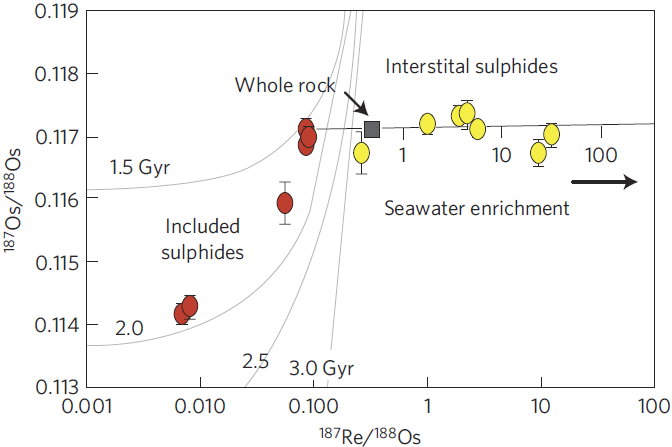 0.119
0.118
0.117
0.116
0.115
0.114
0.113
187Os/188Os
Interstital sulphides
Whole rock
1 10 100
1.5 Gyr
Seawater enrichment
Included
sulphides
2.0
2.5 3.0 Gyr
0.001 0.010 0.100 1 10 100
187Re/188Os